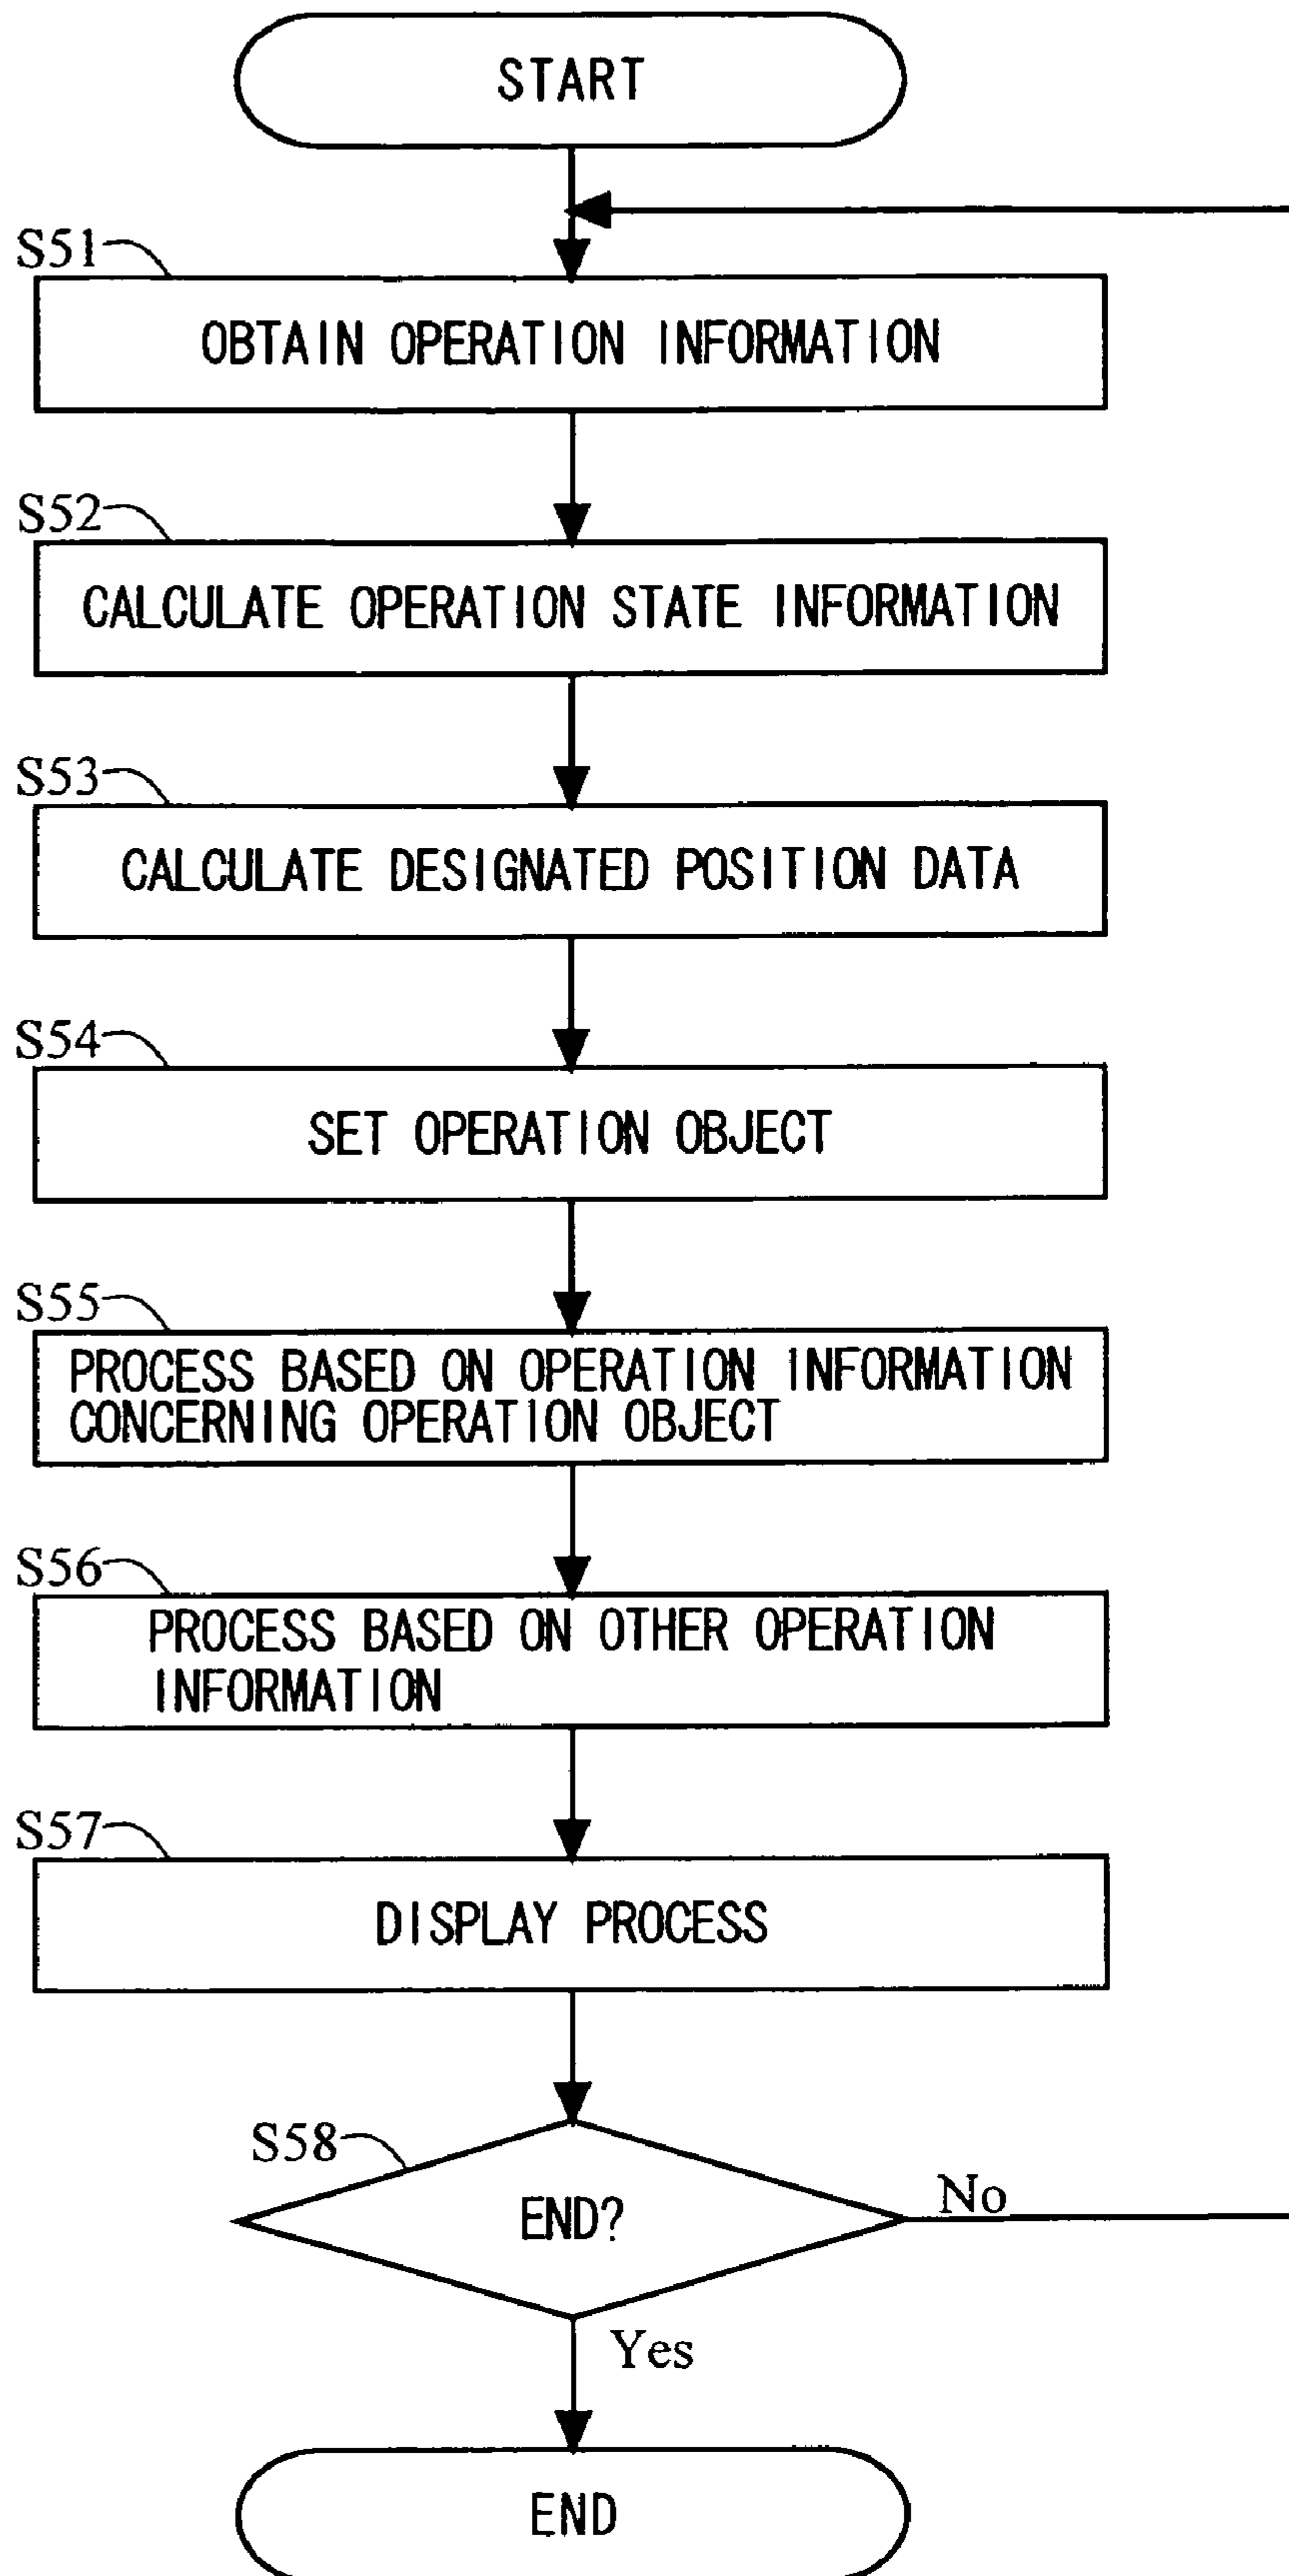 START
S51
OBTAIN OPERATION INFORMATION
S52
CALCULATE OPERATION STATE INFORMATION
S53
CALCULATE DESIGNATED POSITION DATA
S54
SET OPERATION OBJECT
S55
PROCESS BASED ON OPERATION INFORMATION
CONCERNING OPERATION OBJECT
S56
PROCESS BASED ON OTHER OPERATION
INFORMATION
S57
DISPLAY PROCESS
S58
END?
No
Yes
END